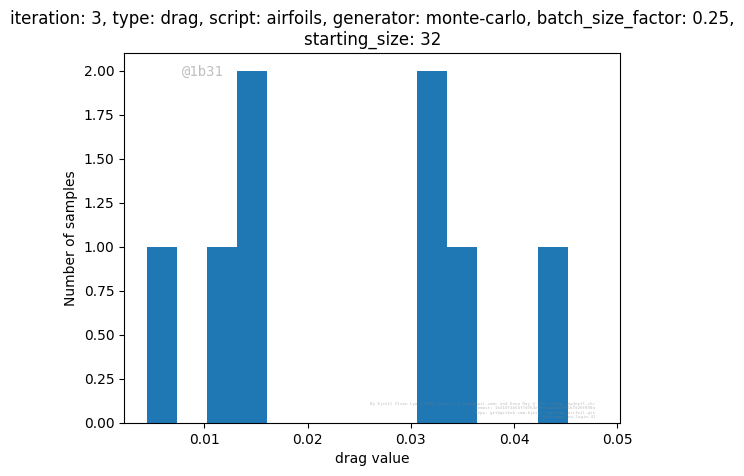 iteration: 3, type: drag, script: airfoils, generator: monte-carlo, batch_size_factor: 0.25,
starting_size: 32
@1b31
2.00
1.75
1.50
1.25
1.00
0.75
0.50
0.25
0.00
Number of samples
0.01
0.02
0.03
0.04
0.05
drag value